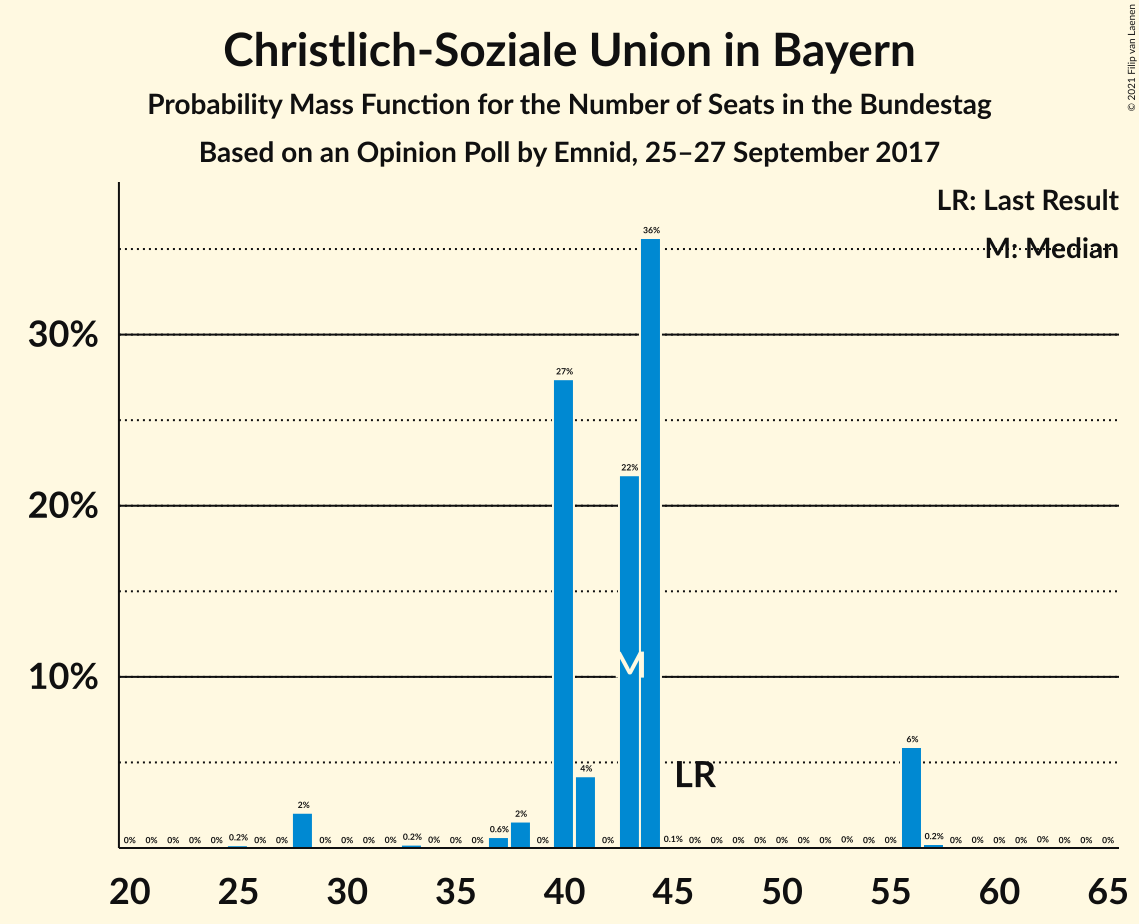 Christlich-Soziale Union in Bayern
Probability Mass Function for the Number of Seats in the Bundestag
Based on an Opinion Poll by Emnid, 25–27 September 2017
© 2021 Filip van Laenen
LR: Last Result
M: Median
30%
20%
10%
0% 0% 0% 0% 0% 0.2% 0% 0% 2% 0% 0% 0% 0% 0.2% 0% 0% 0% 0.6% 2% 0% 27% 4% 0% 22% 36% 0.1% 0% 0% 0% 0% 0% 0% 0% 0% 0% 0% 6% 0.2% 0% 0% 0% 0% 0% 0% 0% 0%
M
LR
20 25 30 35 40 45 50 55 60 65